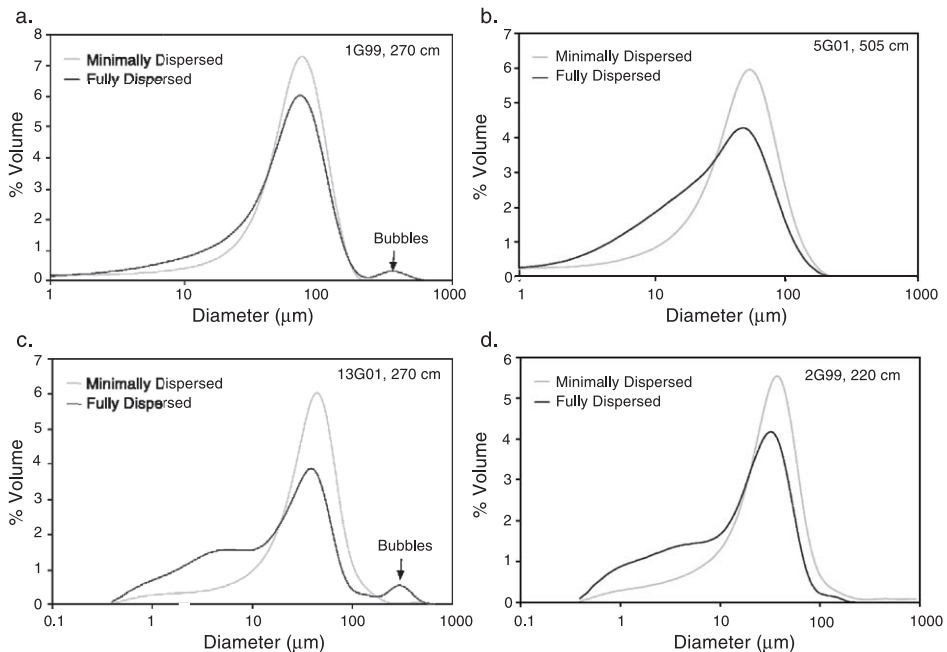 a.
1G99, 270 cm
Minimally Dispersed
Fully Dispersed
Bubbles
% Volume
8
7
6
5
4
3
2
1
0
1
10
100
1000
Diameter (μm)
b.
5G01, 505 cm
Minimally Dispersed
Fully Dispersed
% Volume
7
6
5
4
3
2
1
0
1
10
100
1000
Diameter (μm)
c.
13G01, 270 cm
Minimally Dispersed
Fully Dispe
Bubbles
% Volume
7
6
5
4
3
2
1
0
0.1
1
10
100
1000
Diameter (μm)
d.
2G99, 220 cm
Minimally Dispersed
Fully Dispersed
% Volume
6
5
4
3
2
1
0
0.1
1
10
100
1000
Diameter (μm)